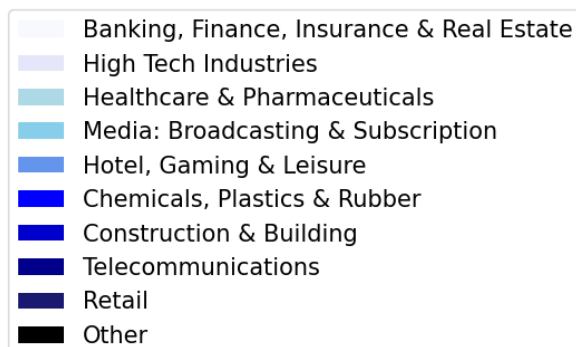 Banking, Finance, Insurance & Real Estate
High Tech Industries
Healthcare & Pharmaceuticals
Media: Broadcasting & Subscription
Hotel, Gaming & Leisure
Chemicals, Plastics & Rubber
Construction & Building
Telecommunications
Retail
Other